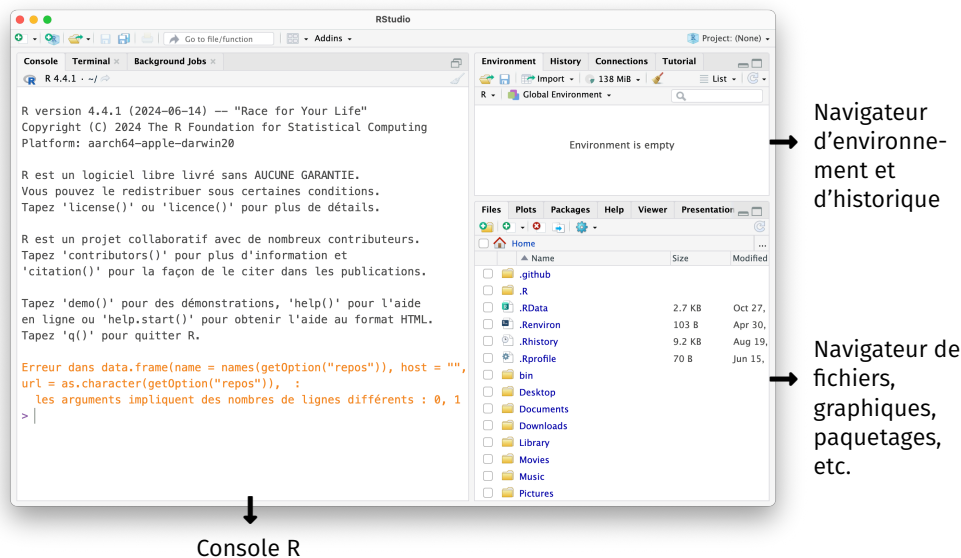 RStudio
Go to file/function
Addins
Project: (None)
Console Terminal Background Jobs
R 4.4.1 · ~/
R version 4.4.1 (2024-06-14) -- "Race for Your Life"
Copyright (C) 2024 The R Foundation for Statistical Computing
Platform: aarch64-apple-darwin20
R est un logiciel libre livré sans AUCUNE GARANTIE.
Vous pouvez le redistribuer sous certaines conditions.
Tapez 'license()' ou 'licence()' pour plus de détails.
R est un projet collaboratif avec de nombreux contributeurs.
Tapez 'contributors()' pour plus d'information et
'citation()' pour la façon de le citer dans les publications.
Tapez 'demo()' pour des démonstrations, 'help()' pour l'aide
en ligne ou 'help.start()' pour obtenir l'aide au format HTML.
Tapez 'q()' pour quitter R.
Erreur dans data.frame(name = names(getOption("repos")), host = "",
url = as.character(getOption("repos")),  :
les arguments impliquent des nombres de lignes différents : 0, 1
>
Environment History Connections Tutorial
Import 138 MiB List
R Global Environment
Environment is empty
Files Plots Packages Help Viewer Presentation
Home ...
Name Size Modified
.github
.R
.RData 2.7 KB Oct 27,
.Renviron 103 B Apr 30,
.Rhistory 9.2 KB Aug 19,
.Rprofile 70 B Jun 15,
bin
Desktop
Documents
Downloads
Library
Movies
Music
Pictures
Navigateur
d'environne-
ment et
d'historique
Navigateur de
fichiers,
graphiques,
paquetages,
etc.
Console R